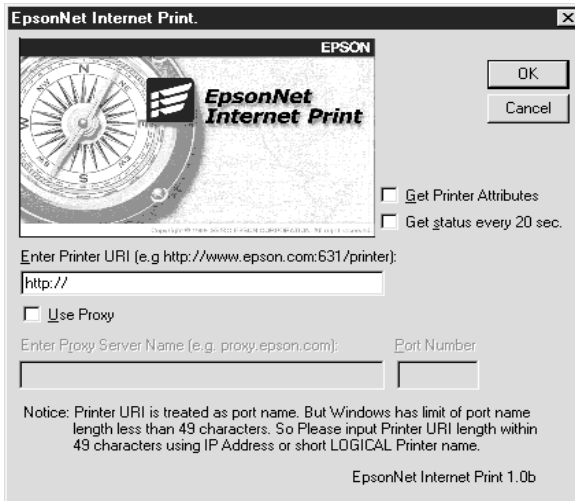 EpsonNet Internet Print.
EPSON
EpsonNet
Internet Print
OK
Cancel
Get Printer Attributes
Get status every 20 sec.
Enter Printer URI (e.g http://www.epson.com:631/printer):
http://
Use Proxy
Enter Proxy Server Name (e.g. proxy.epson.com):
Port Number
Notice: Printer URI is treated as port name. But Windows has limit of port name
length less than 49 characters. So Please input Printer URI length within
49 characters using IP Address or short LOGICAL Printer name.
EpsonNet Internet Print 1.0b